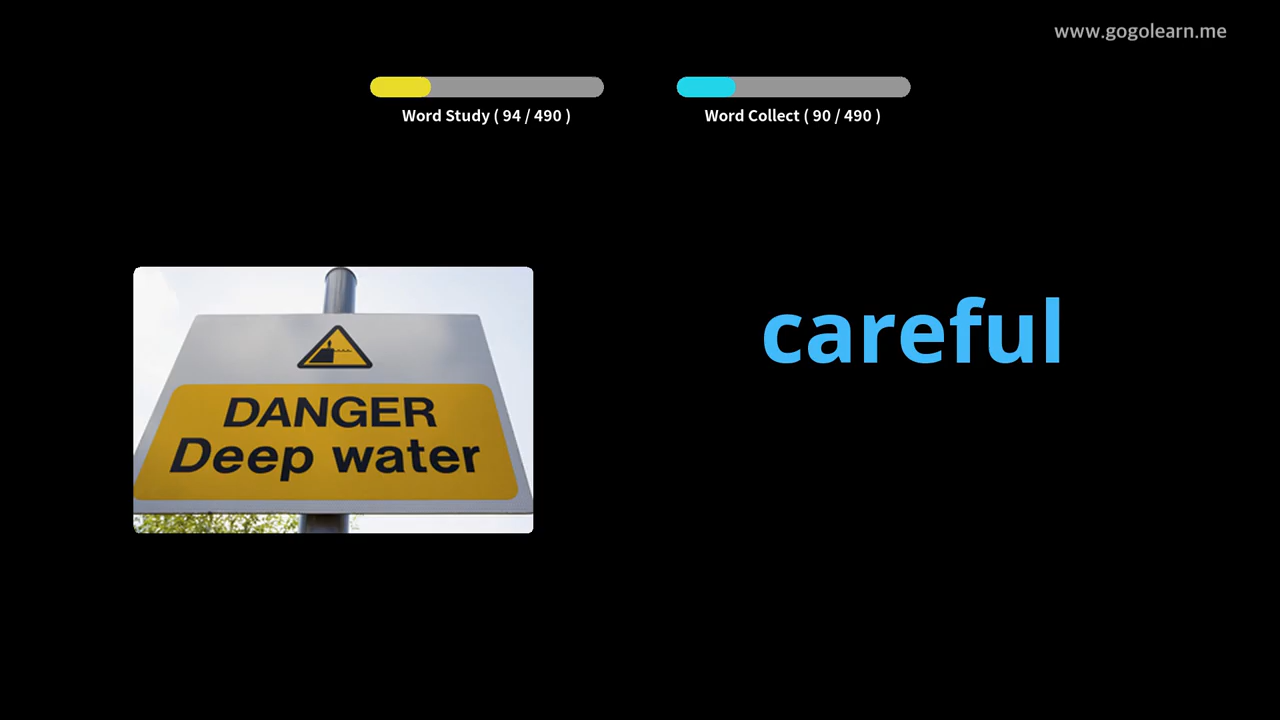 www.gogolearn.me
Word Study ( 94 / 490 )
Word Collect ( 90 / 490 )
careful
DANGER
Deep water